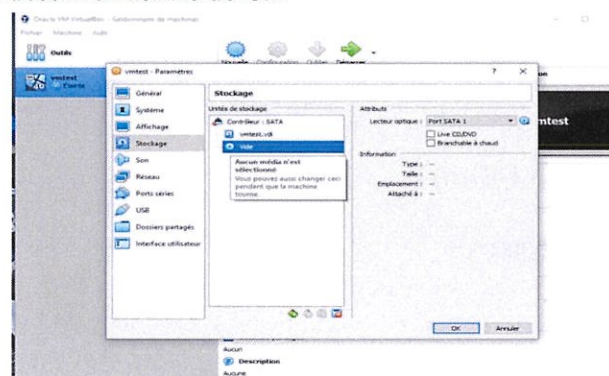 Oracle VM VirtualBox - Gestionnaire de machines
Fichier Machine Aide
Outils
Nouvelle Configuration Oublier Démarrer
vmtest
Éteinte
vmtest - Paramètres ? ×
Général
Système
Affichage
Stockage
Son
Réseau
Ports séries
USB
Dossiers partagés
Interface utilisateur
Stockage
Unités de stockage
Contrôleur : SATA
vmtest.vdi
Vide
Aucun média n'est
sélectionné
Vous pouvez aussi changer ceci
pendant que la machine
tourne.
Attributs
Lecteur optique : Port SATA 1
Live CD/DVD
Branchable à chaud
Information
Type : --
Taille : --
Emplacement : --
Attaché à : --
OK Annuler
mtest
Aucun
Description
Aucune